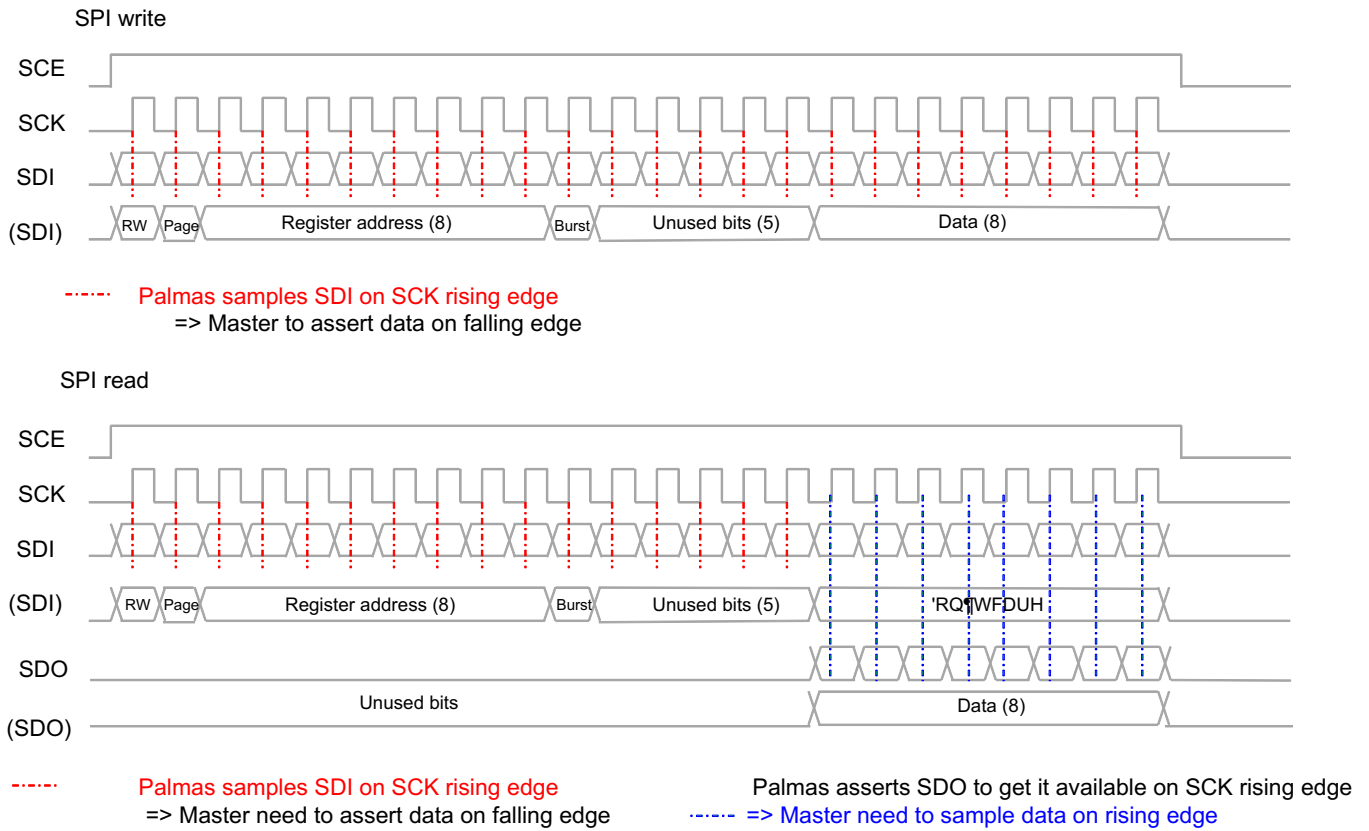 SPI write
SCE
SCK
SDI
(SDI) RW Page Register address (8) Burst Unused bits (5) Data (8)
Palmas samples SDI on SCK rising edge
=> Master to assert data on falling edge
SPI read
SCE
SCK
SDI
(SDI) RW Page Register address (8) Burst Unused bits (5) 'RQ¶WFDUH
SDO
(SDO) Unused bits Data (8)
Palmas samples SDI on SCK rising edge
=> Master need to assert data on falling edge
Palmas asserts SDO to get it available on SCK rising edge
=> Master need to sample data on rising edge